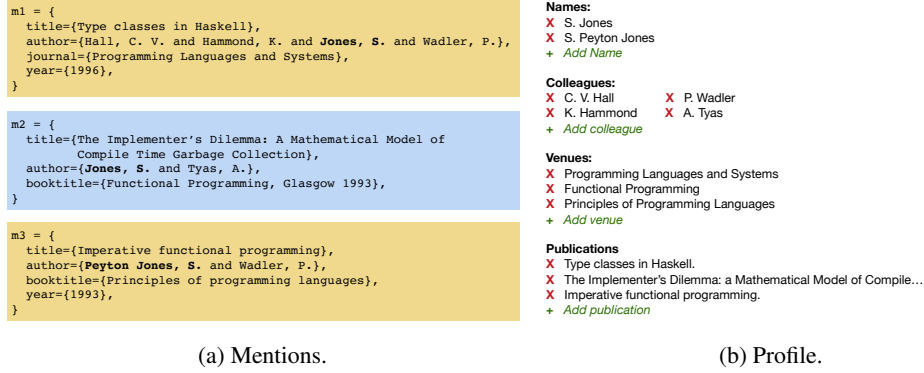 m1 = {
title={Type classes in Haskell},
author={Hall, C. V. and Hammond, K. and Jones, S. and Wadler, P.},
journal={Programming Languages and Systems},
year={1996},
}
m2 = {
title={The Implementer's Dilemma: A Mathematical Model of
Compile Time Garbage Collection},
author={Jones, S. and Tyas, A.},
booktitle={Functional Programming, Glasgow 1993},
}
m3 = {
title={Imperative functional programming},
author={Peyton Jones, S. and Wadler, P.},
booktitle={Principles of programming languages},
year={1993},
}
(a) Mentions.
Names:
X S. Jones
X S. Peyton Jones
+ Add Name
Colleagues:
X C. V. Hall X P. Wadler
X K. Hammond X A. Tyas
+ Add colleague
Venues:
X Programming Languages and Systems
X Functional Programming
X Principles of Programming Languages
+ Add venue
Publications
X Type classes in Haskell.
X The Implementer's Dilemma: a Mathematical Model of Compile...
X Imperative functional programming.
+ Add publication
(b) Profile.